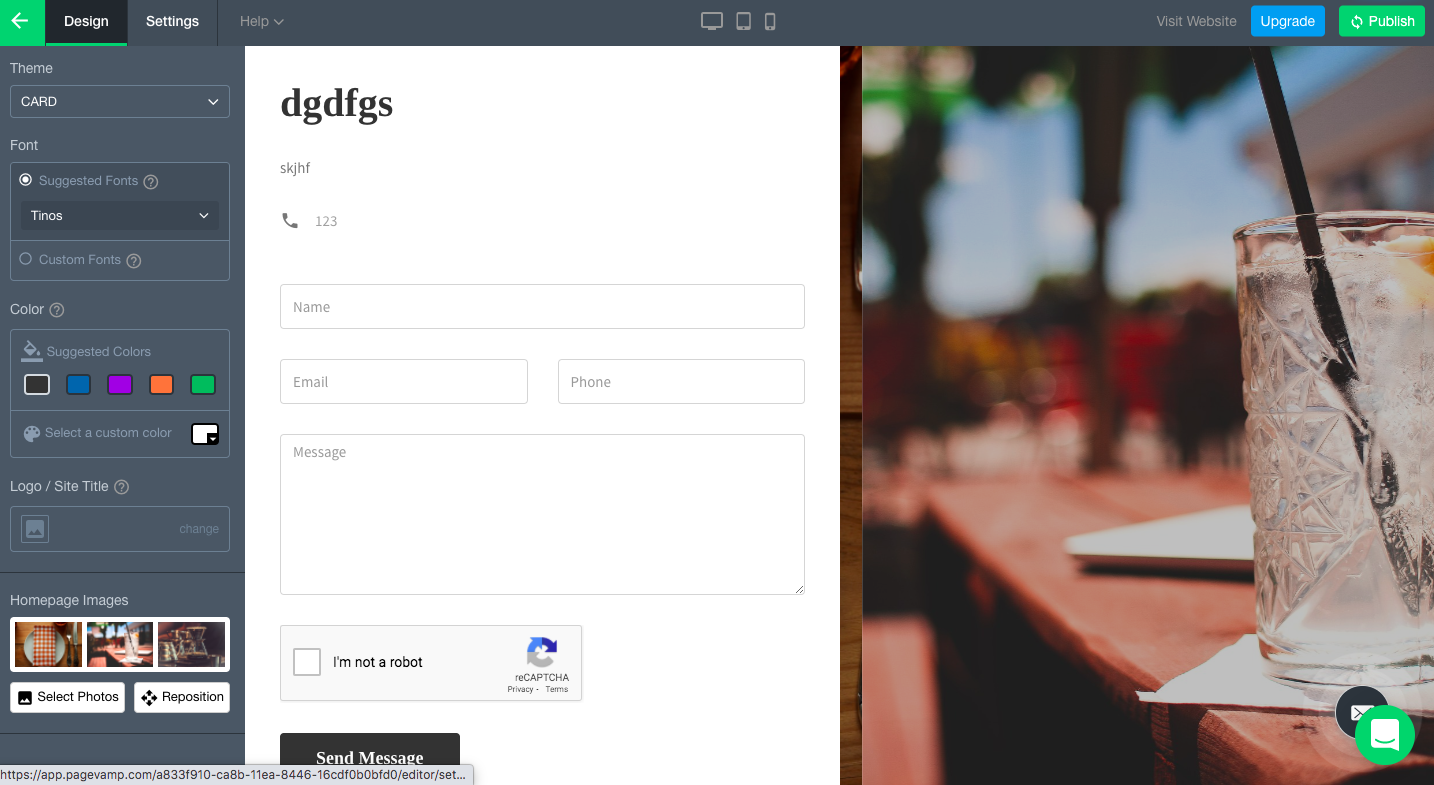 Design
Settings
Help
Visit Website
Upgrade
Publish
Theme
CARD
Font
Suggested Fonts
Tinos
Custom Fonts
Color
Suggested Colors
Select a custom color
Logo / Site Title
change
Homepage Images
Select Photos
Reposition
dgdfgs
skjhf
123
Name
Email
Phone
Message
I'm not a robot
reCAPTCHA
Privacy - Terms
Send Message
https://app.pagevamp.com/a833f910-ca8b-11ea-8446-16cdf0b0bfd0/editor/set...